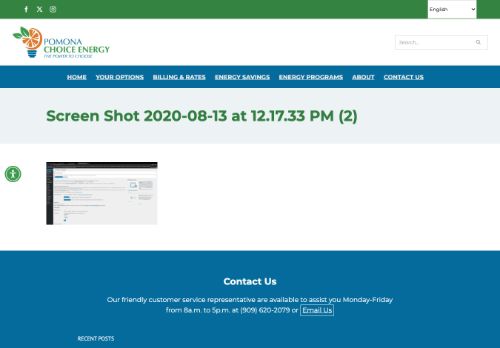 English
POMONA
CHOICE ENERGY
THE POWER TO CHOOSE
Search...
HOME YOUR OPTIONS BILLING & RATES ENERGY SAVINGS ENERGY PROGRAMS ABOUT CONTACT US
Screen Shot 2020-08-13 at 12.17.33 PM (2)
Contact Us
Our friendly customer service representative are available to assist you Monday-Friday
from 8a.m. to 5p.m. at (909) 620-2079 or Email Us
RECENT POSTS